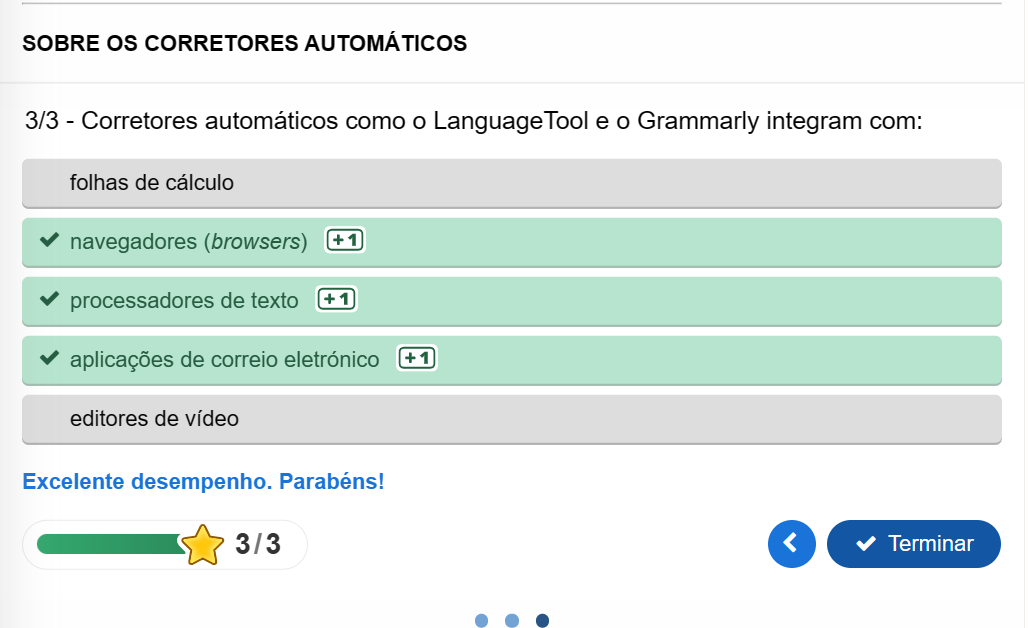 SOBRE OS CORRETORES AUTOMÁTICOS
3/3 - Corretores automáticos como o LanguageTool e o Grammarly integram com:
folhas de cálculo
navegadores (browsers) +1
processadores de texto +1
aplicações de correio eletrónico +1
editores de vídeo
Excelente desempenho. Parabéns!
3/3
Terminar